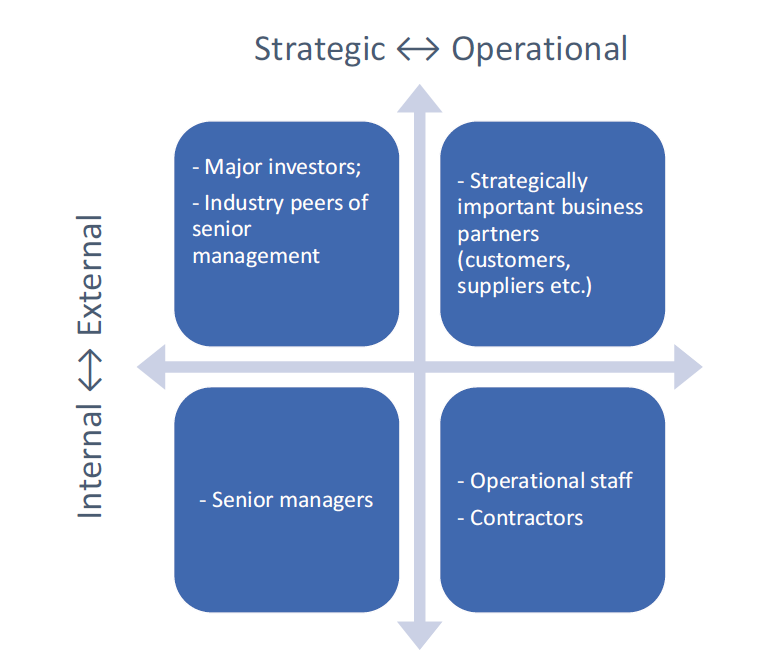 Strategic ↔ Operational
Internal ↔ External
- Major investors;
- Industry peers of
senior
management
- Strategically
important business
partners
(customers,
suppliers etc.)
- Senior managers
- Operational staff
- Contractors